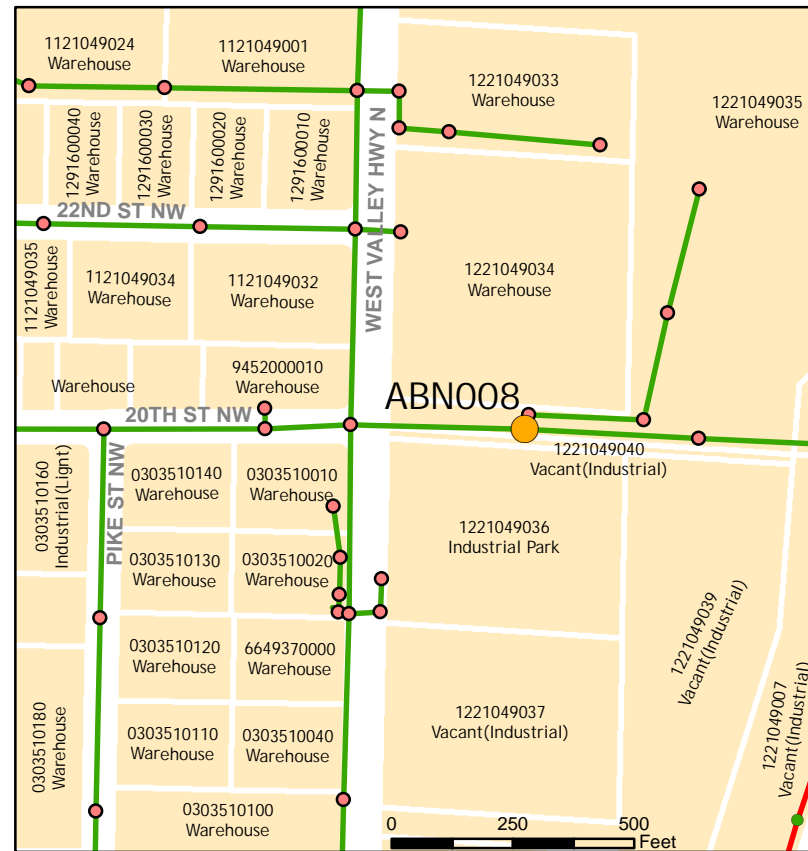 1121049024
Warehouse
1121049001
Warehouse
1221049033
Warehouse
1221049035
Warehouse
1291600040
Warehouse
1291600030
Warehouse
1291600020
Warehouse
1291600010
Warehouse
WEST VALLEY HWY N
22ND ST NW
1121049035
Warehouse
1121049034
Warehouse
1121049032
Warehouse
1221049034
Warehouse
Warehouse
9452000010
Warehouse
ABN008
20TH ST NW
1221049040
Vacant(Industrial)
0303510160
Industrial(Lignt)
PIKE ST NW
0303510140
Warehouse
0303510010
Warehouse
1221049036
Industrial Park
0303510130
Warehouse
0303510020
Warehouse
1221049039
Vacant(Industrial)
0303510120
Warehouse
6649370000
Warehouse
0303510180
Warehouse
1221049037
Vacant(Industrial)
1221049007
Vacant(Industrial)
0303510110
Warehouse
0303510040
Warehouse
0303510100
Warehouse
0 250 500
Feet